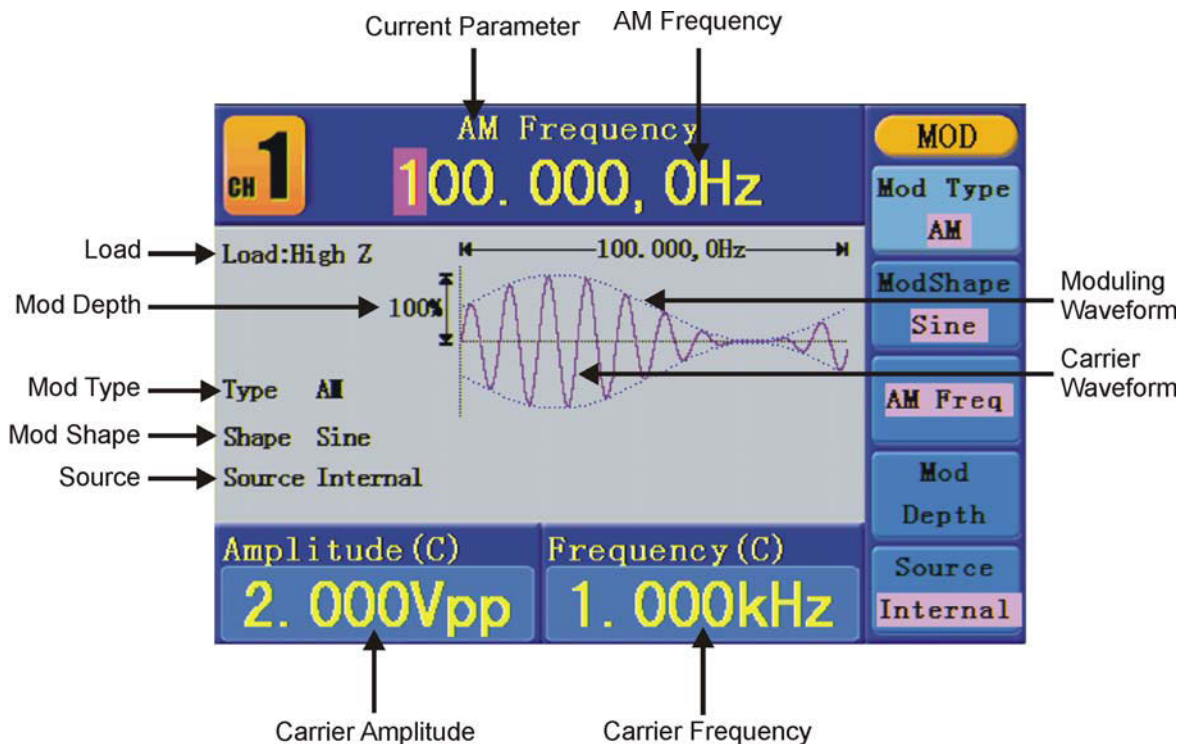 Current Parameter
AM Frequency
CH 1
AM Frequency
100.000,0Hz
MOD
Mod Type
AM
ModShape
Sine
AM Freq
Mod
Depth
Source
Internal
Load
Load:High Z
100.000,0Hz
Mod Depth
100%
Moduling
Waveform
Carrier
Waveform
Mod Type
Type AM
Mod Shape
Shape Sine
Source
Source Internal
Amplitude(C)
2.000Vpp
Frequency(C)
1.000kHz
Carrier Amplitude
Carrier Frequency